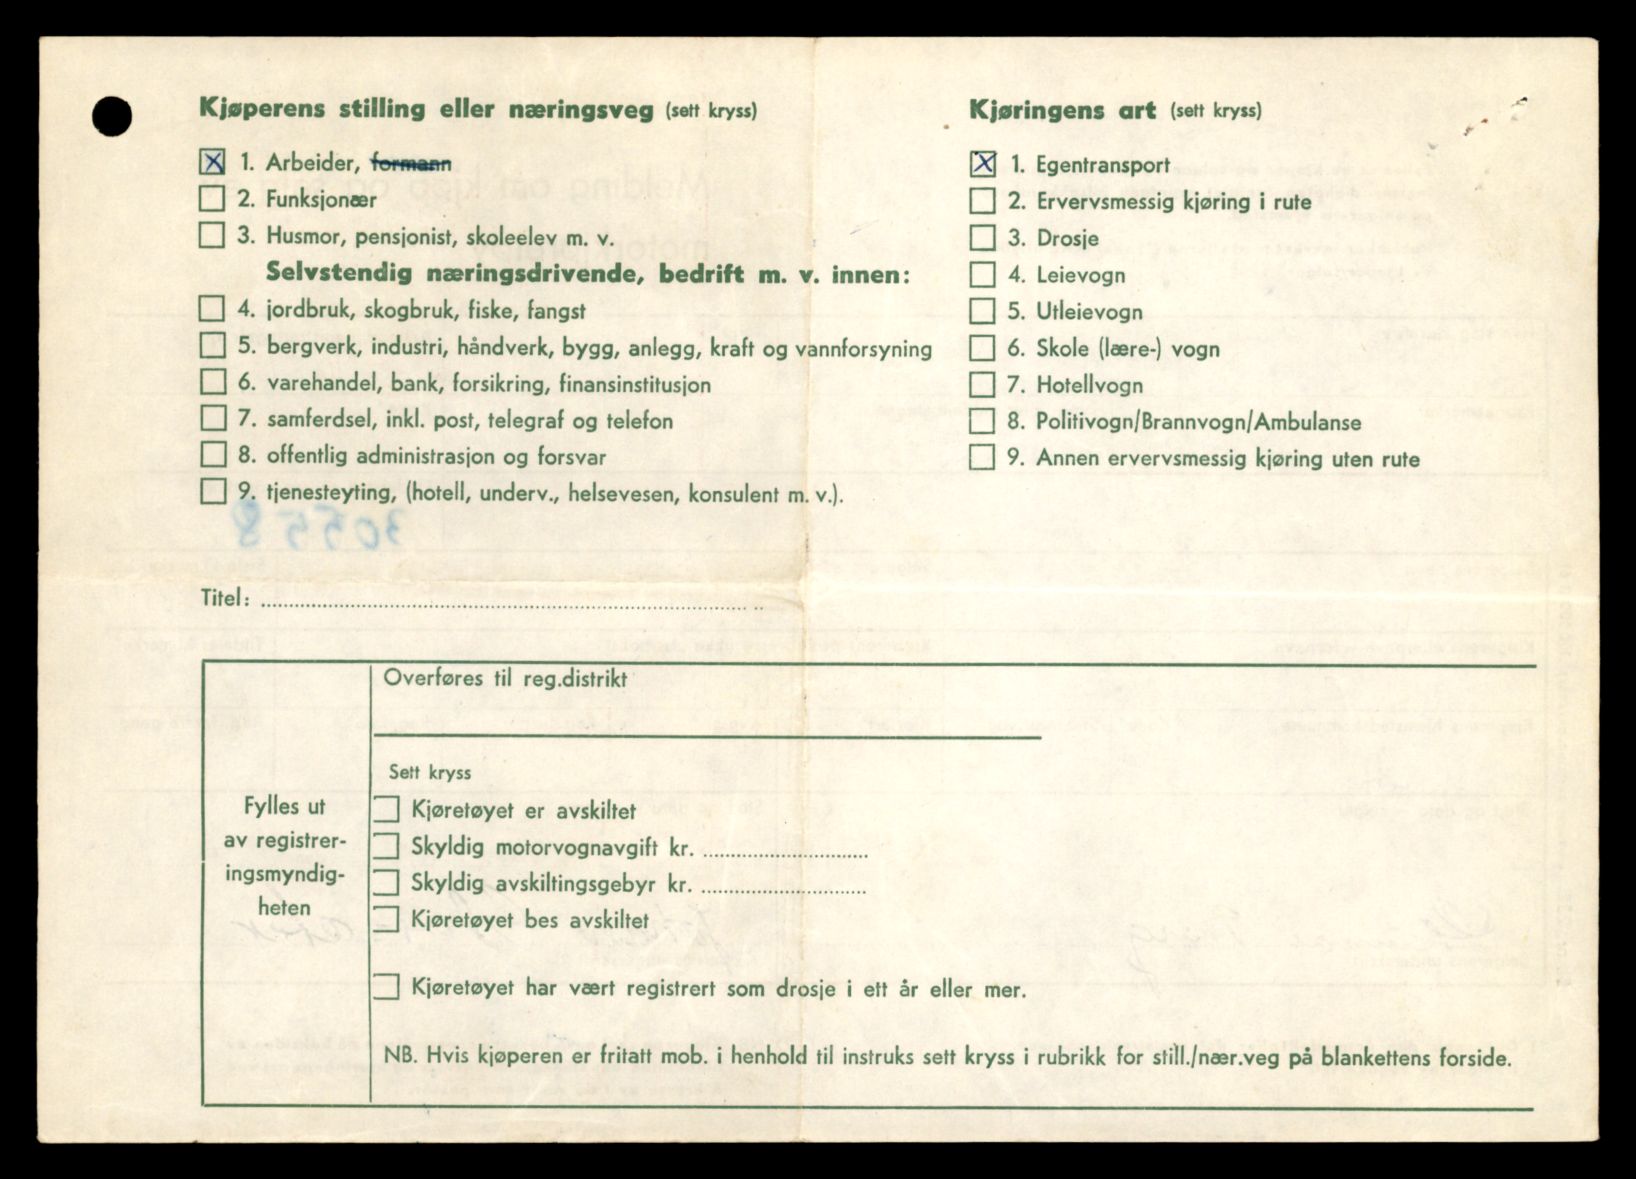 Kjøperens stilling eller næringsveg (sett kryss)
X 1. Arbeider, formann
2. Funksjonær
3. Husmor, pensjonist, skoleelev m. v.
Selvstendig næringsdrivende, bedrift m. v. innen:
4. jordbruk, skogbruk, fiske, fangst
5. bergverk, industri, håndverk, bygg, anlegg, kraft og vannforsyning
6. varehandel, bank, forsikring, finansinstitusjon
7. samferdsel, inkl. post, telegraf og telefon
8. offentlig administrasjon og forsvar
9. tjenesteyting, (hotell, underv., helsevesen, konsulent m. v.).
Kjøringens art (sett kryss)
X 1. Egentransport
2. Ervervsmessig kjøring i rute
3. Drosje
4. Leievogn
5. Utleievogn
6. Skole (lære-) vogn
7. Hotellvogn
8. Politivogn/Brannvogn/Ambulanse
9. Annen ervervsmessig kjøring uten rute
30558
Titel:
Fylles ut
av registrer-
ingsmyndig-
heten
Overføres til reg.distrikt
Sett kryss
Kjøretøyet er avskiltet
Skyldig motorvognavgift kr.
Skyldig avskiltingsgebyr kr.
Kjøretøyet bes avskiltet
Kjøretøyet har vært registrert som drosje i ett år eller mer.
NB. Hvis kjøperen er fritatt mob. i henhold til instruks sett kryss i rubrikk for still./nær.veg på blankettens forside.